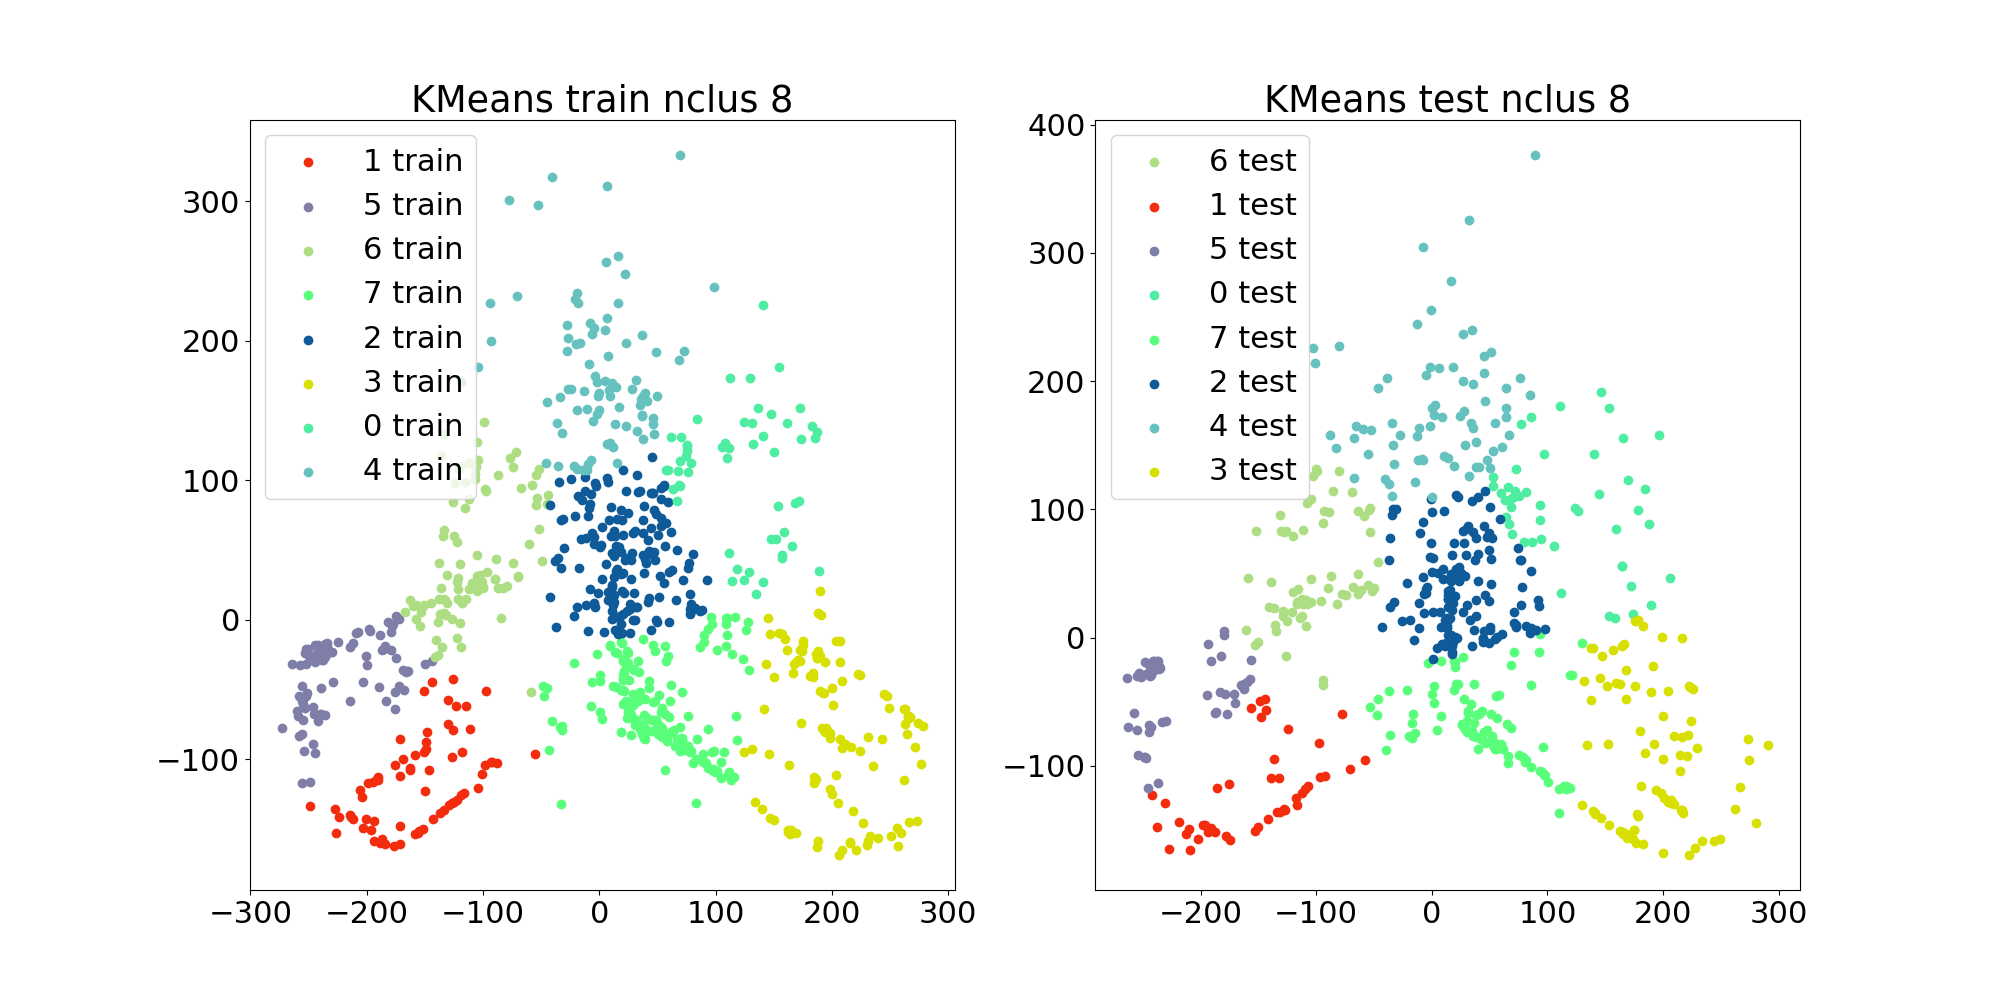 KMeans train nclus 8
1 train
5 train
6 train
7 train
2 train
3 train
0 train
4 train
300
200
100
0
−100
−300 −200 −100 0 100 200 300
KMeans test nclus 8
6 test
1 test
5 test
0 test
7 test
2 test
4 test
3 test
400
300
200
100
0
−100
−200 −100 0 100 200 300